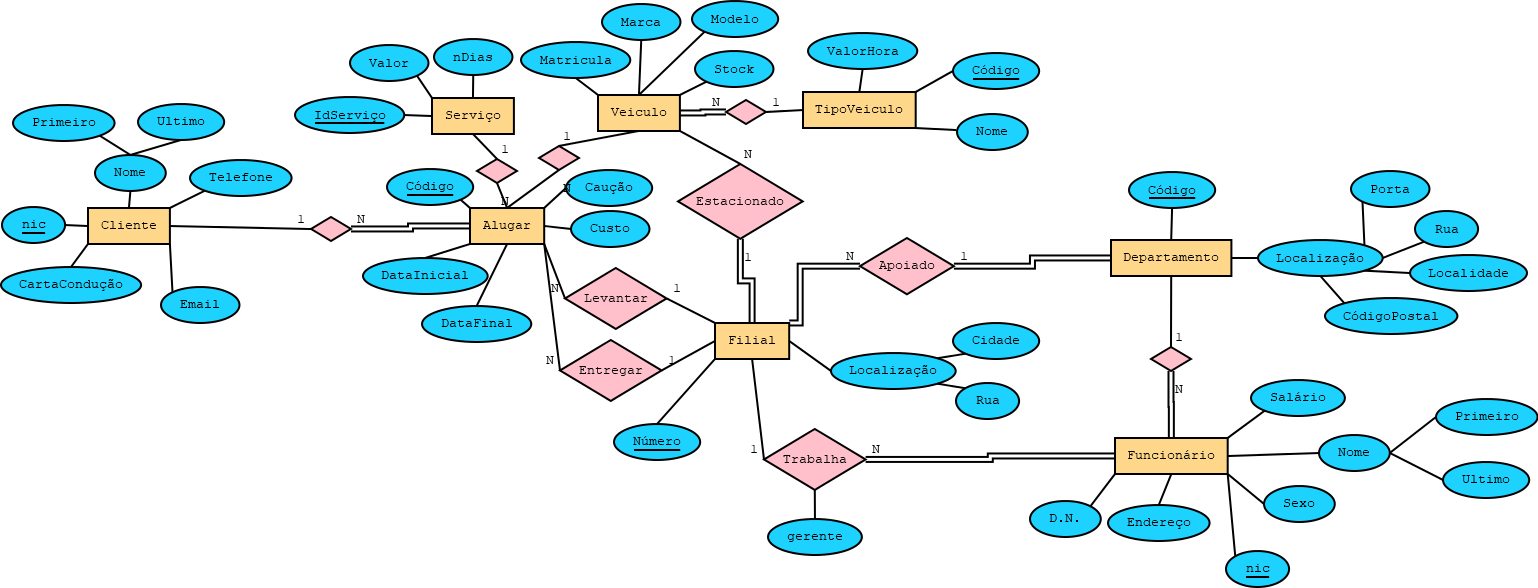 Marca
Modelo
Valor
nDias
Matricula
Stock
ValorHora
Código
IdServiço
Serviço
Veiculo
N
1
TipoVeiculo
Nome
Primeiro
Ultimo
Nome
Telefone
1
1
N
Código
N
N
Caução
Estacionado
Código
Porta
nic
Cliente
1
N
Alugar
Custo
Rua
CartaCondução
Email
DataInicial
DataFinal
N
Levantar
1
1
N
Apoiado
1
Departamento
Localização
Localidade
CódigoPostal
Filial
N
Entregar
1
Localização
Cidade
Rua
1
N
Número
1
Trabalha
N
gerente
Funcionário
Salário
Nome
Primeiro
Ultimo
Sexo
D.N.
Endereço
nic